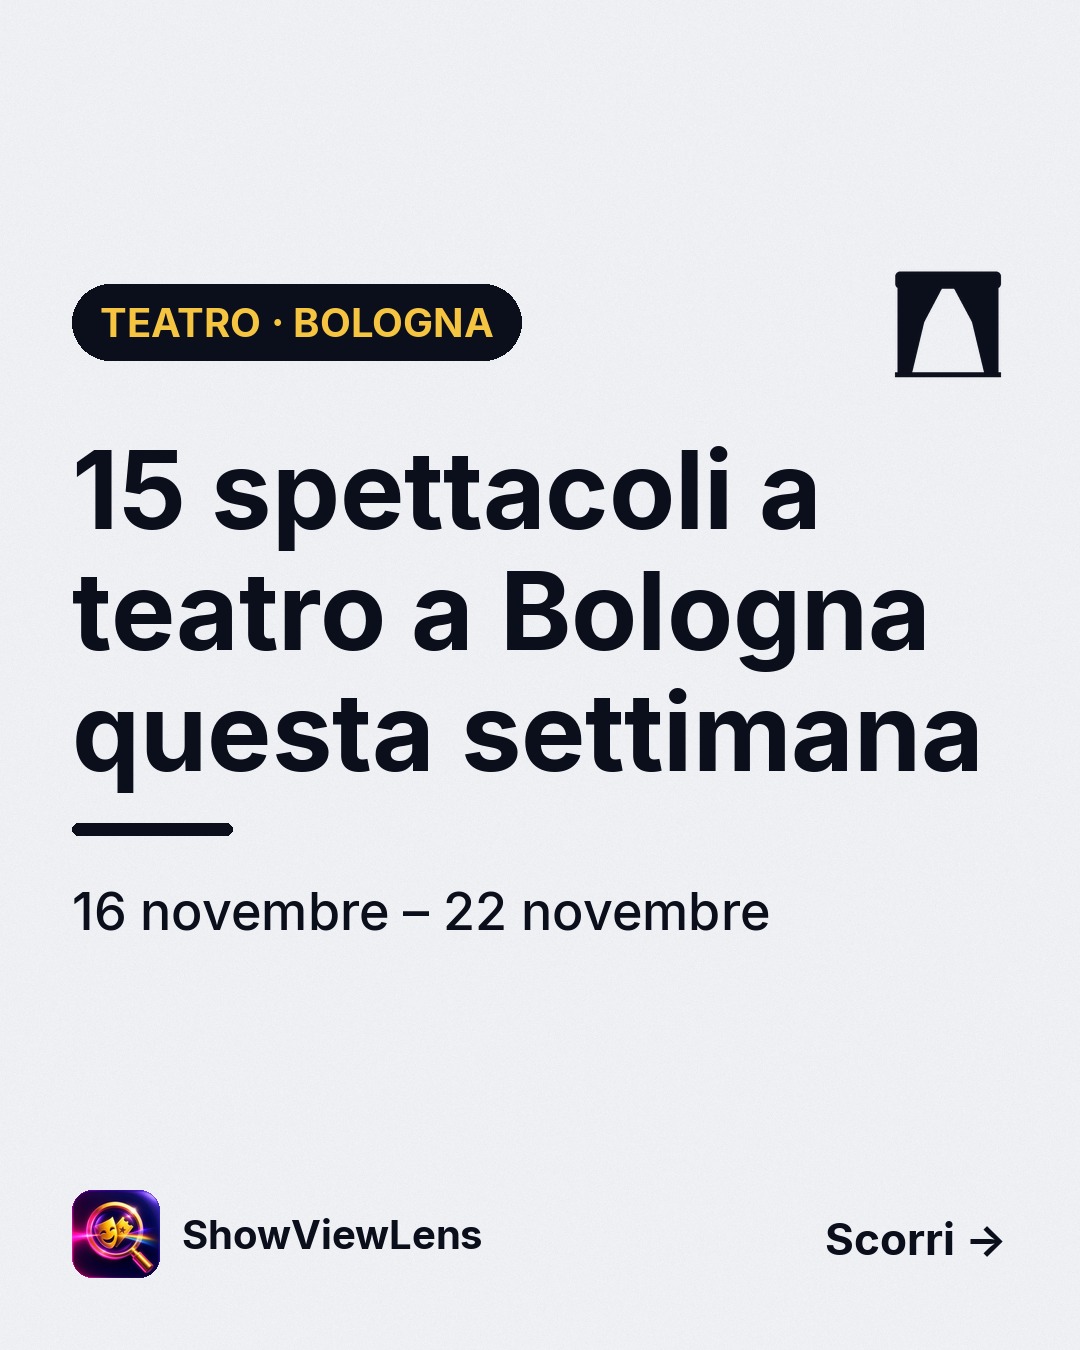 TEATRO · BOLOGNA
15 spettacoli a
teatro a Bologna
questa settimana
16 novembre – 22 novembre
ShowViewLens
Scorri →